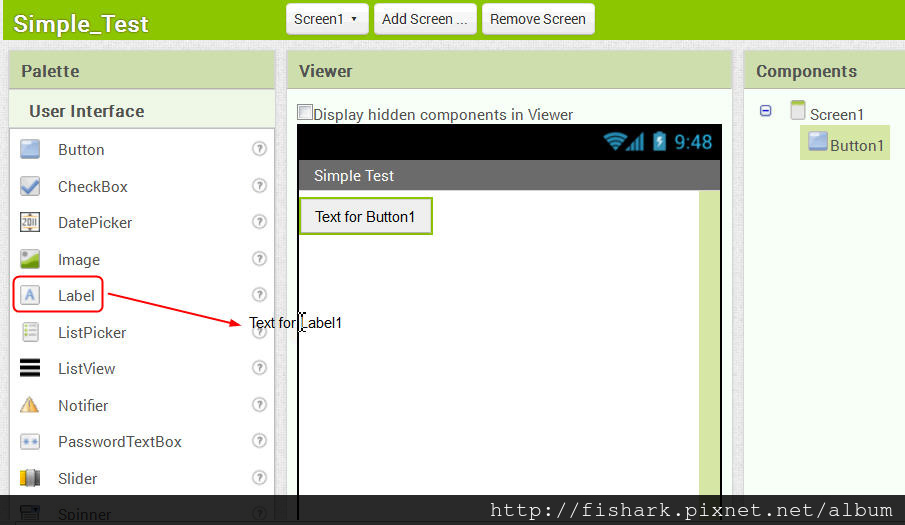 Simple_Test
Screen1
Add Screen ...
Remove Screen
Palette
User Interface
Button
CheckBox
DatePicker
2011
Image
Label
ListPicker
ListView
Notifier
PasswordTextBox
Slider
Spinner
Viewer
Display hidden components in Viewer
9:48
Simple Test
Text for Button1
Text for Label1
Components
Screen1
Button1
http://fishark.pixnet.net/album